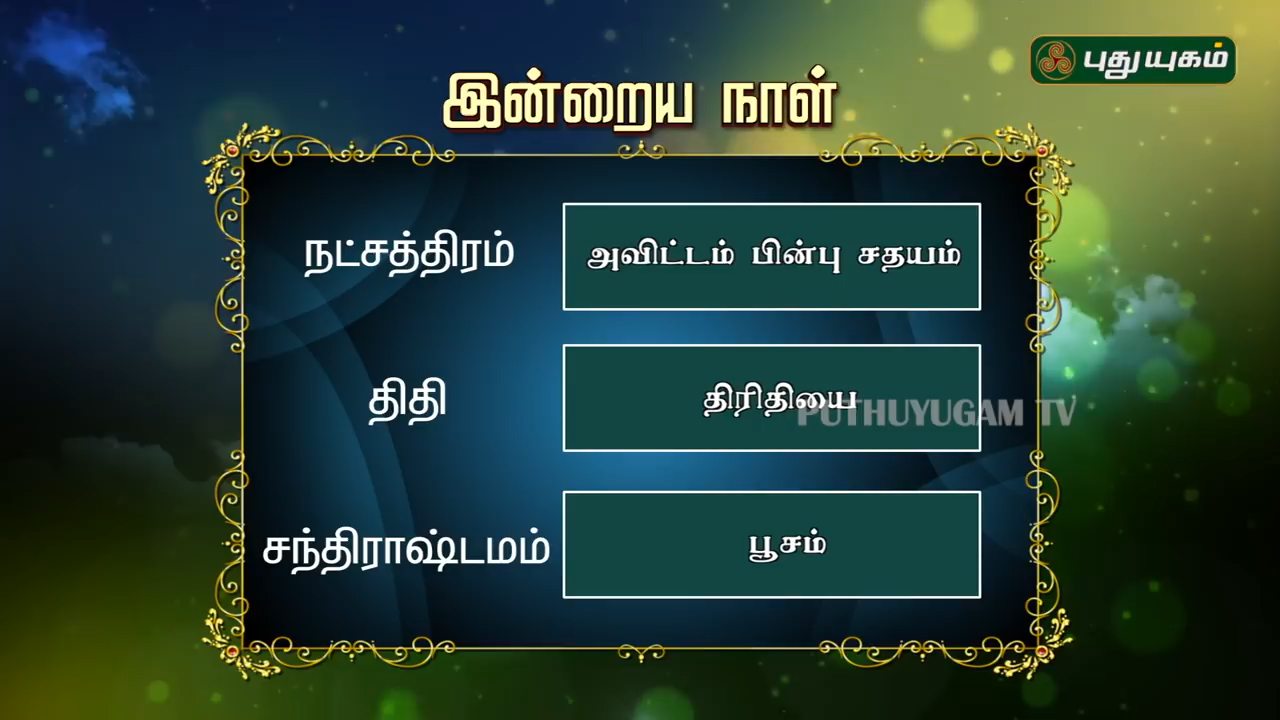 புதுயுகம்
இன்றைய நாள்
நட்சத்திரம்
அவிட்டம் பின்பு சதயம்
திதி
திரிதியை
PUTHUYUGAM TV
சந்திராஷ்டமம்
பூசம்